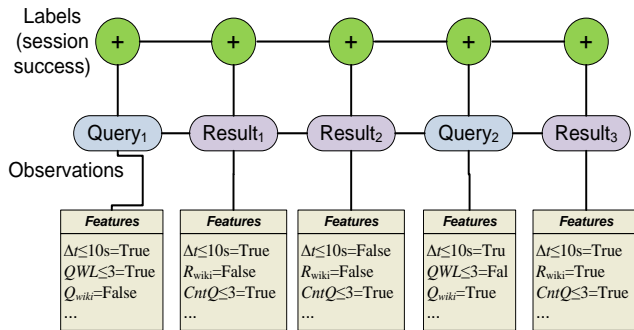 Labels
(session
success)
+ + + + +
Query1 Result1 Result2 Query2 Result3
Observations
Features
Δt≤10s=True
QWL≤3=True
Qwiki=False
...
Features
Δt≤10s=True
Rwiki=False
CntQ≤3=True
...
Features
Δt≤10s=False
Rwiki=False
CntQ≤3=True
...
Features
Δt≤10s=Tru
QWL≤3=Fal
Qwiki=True
...
Features
Δt≤10s=True
Rwiki=True
CntQ≤3=True
...